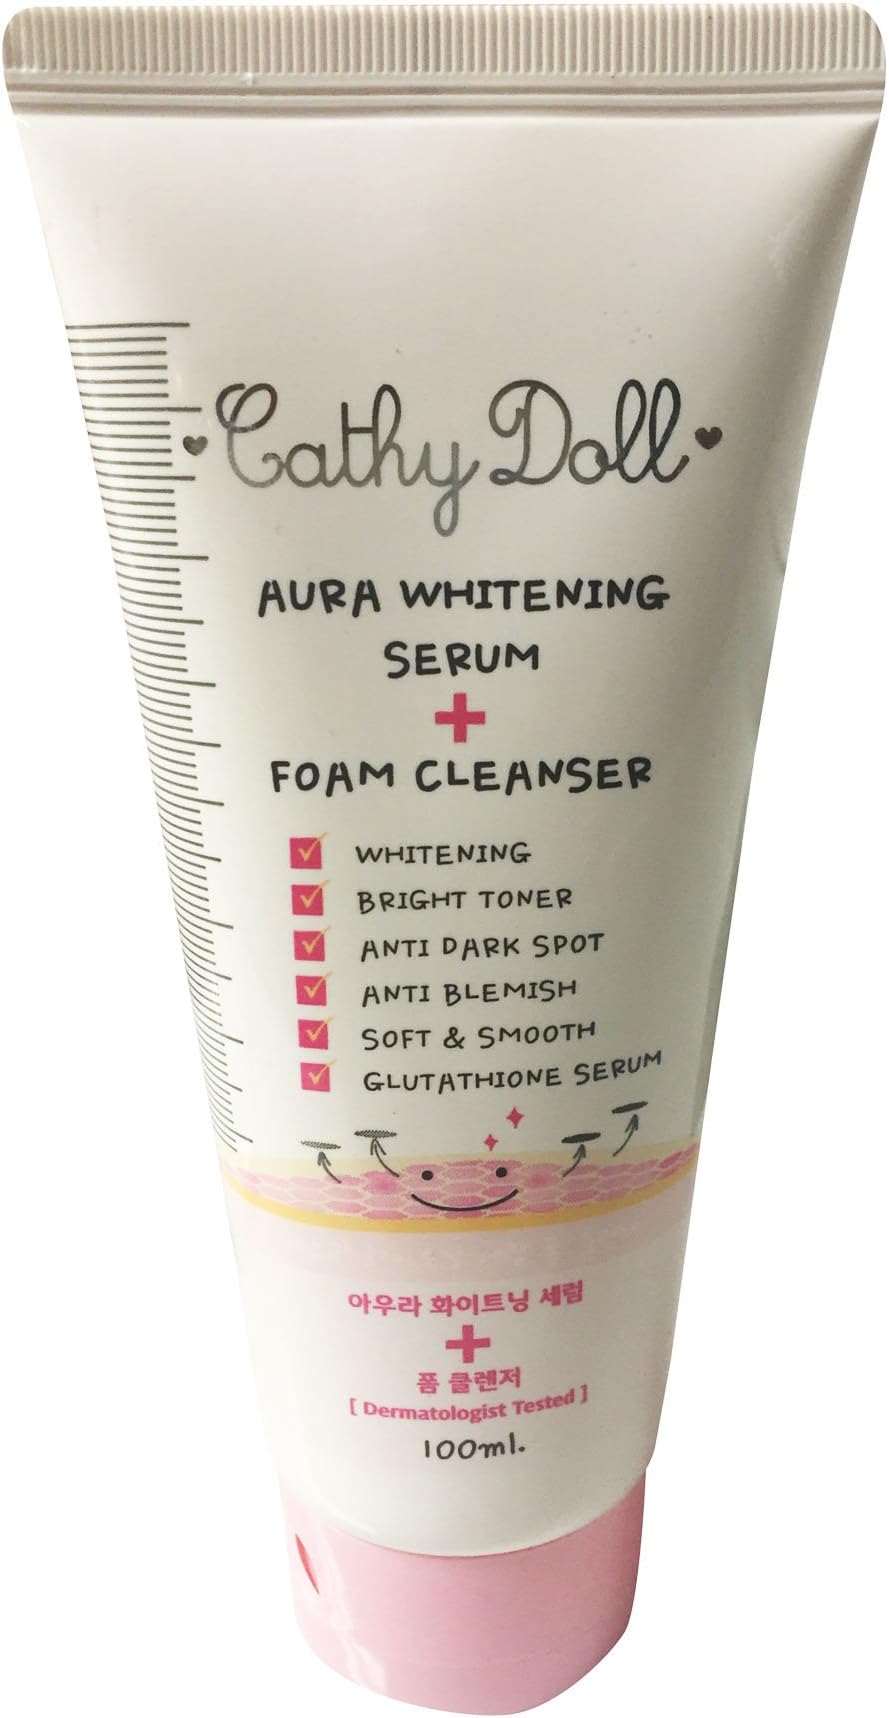 Cathy Doll
AURA WHITENING
SERUM
+
FOAM CLEANSER
WHITENING
BRIGHT TONER
ANTI DARK SPOT
ANTI BLEMISH
SOFT & SMOOTH
GLUTATHIONE SERUM
아우라 화이트닝 세럼
+
폼 클렌저
[ Dermatologist Tested ]
100ml.